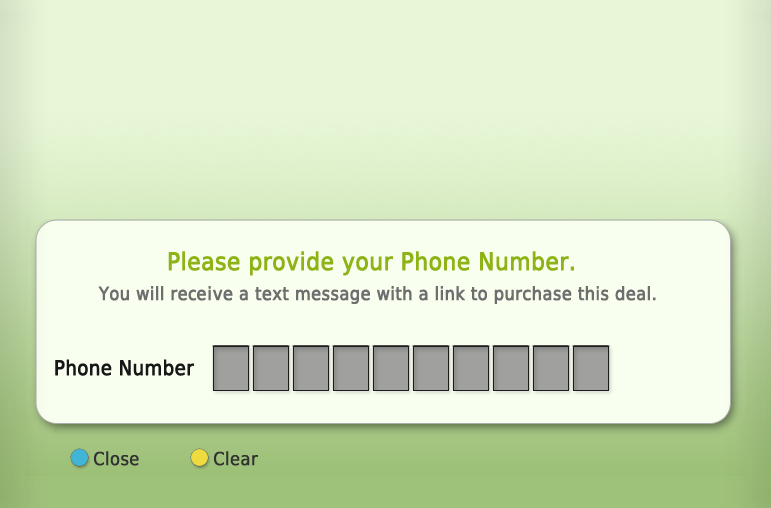 Please provide your Phone Number.
You will receive a text message with a link to purchase this deal.
Phone Number
Close Clear